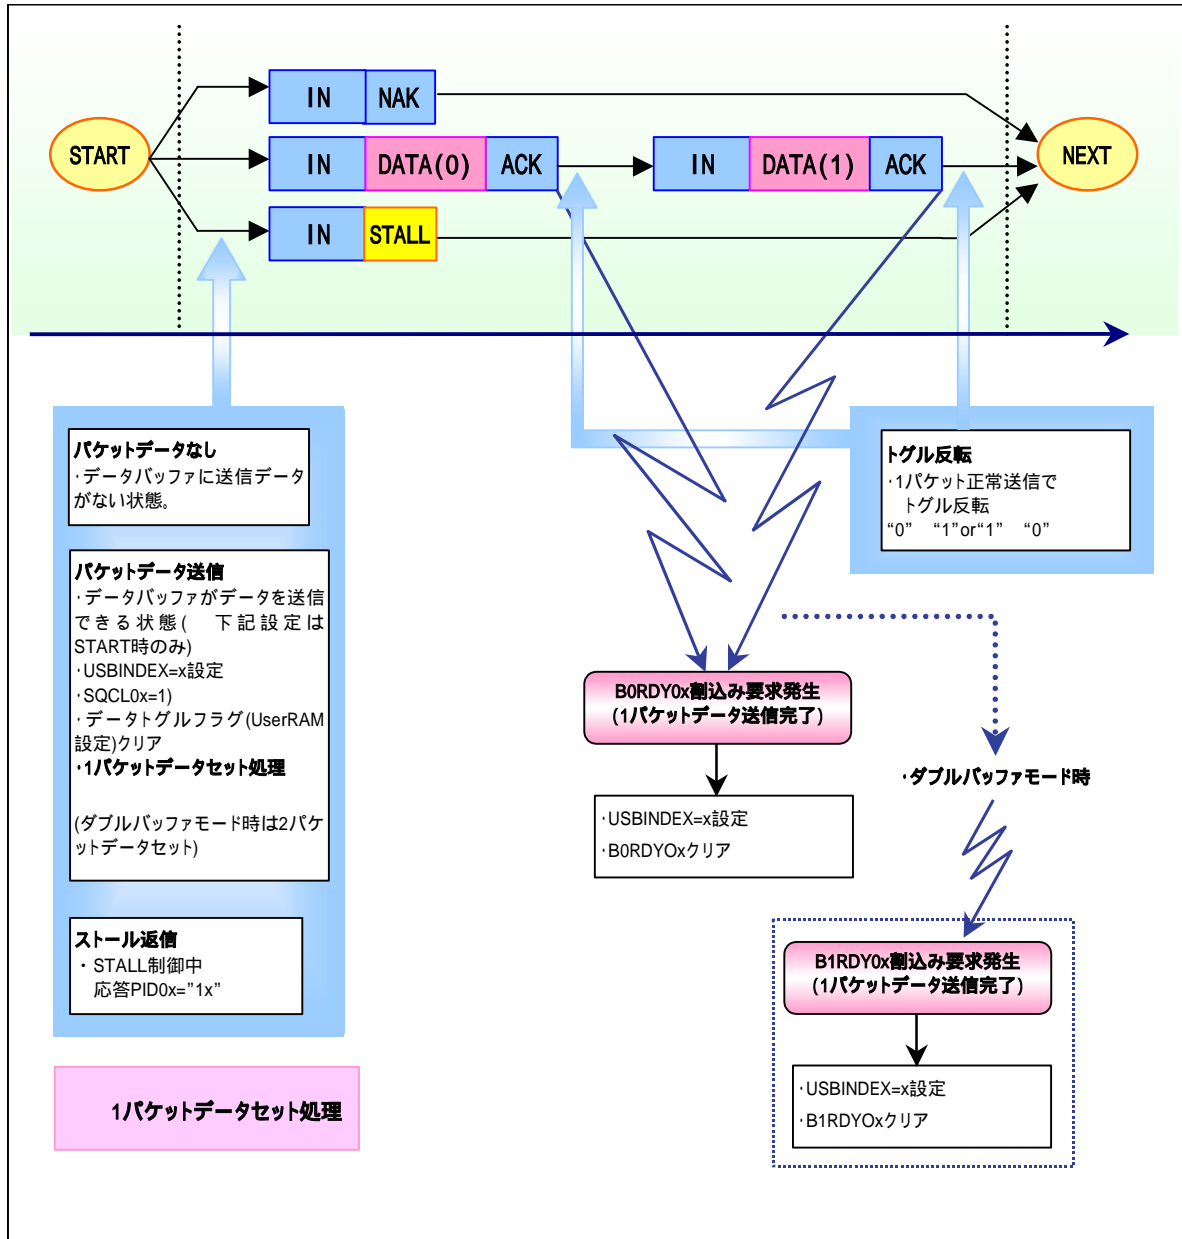 START
IN
NAK
IN
DATA(0)
ACK
IN
DATA(1)
ACK
IN
STALL
NEXT
パケットデータなし
・データバッファに送信データ
がない状態。
パケットデータ送信
・データバッファがデータを送信
できる状態(　下記設定は
START時のみ)
・USBINDEX=x設定
・SQCL0x=1)
・データトグルフラグ(UserRAM
設定)クリア
・1パケットデータセット処理
(ダブルバッファモード時は2パケ
ットデータセット)
ストール返信
・ STALL制御中
応答PID0x=”1x”
1パケットデータセット処理
トグル反転
・1パケット正常送信で
トグル反転
“0”　“1”or“1”　“0”
B0RDY0x割込み要求発生
(1パケットデータ送信完了)
・USBINDEX=x設定
・B0RDYOxクリア
・ダブルバッファモード時
B1RDY0x割込み要求発生
(1パケットデータ送信完了)
・USBINDEX=x設定
・B1RDYOxクリア